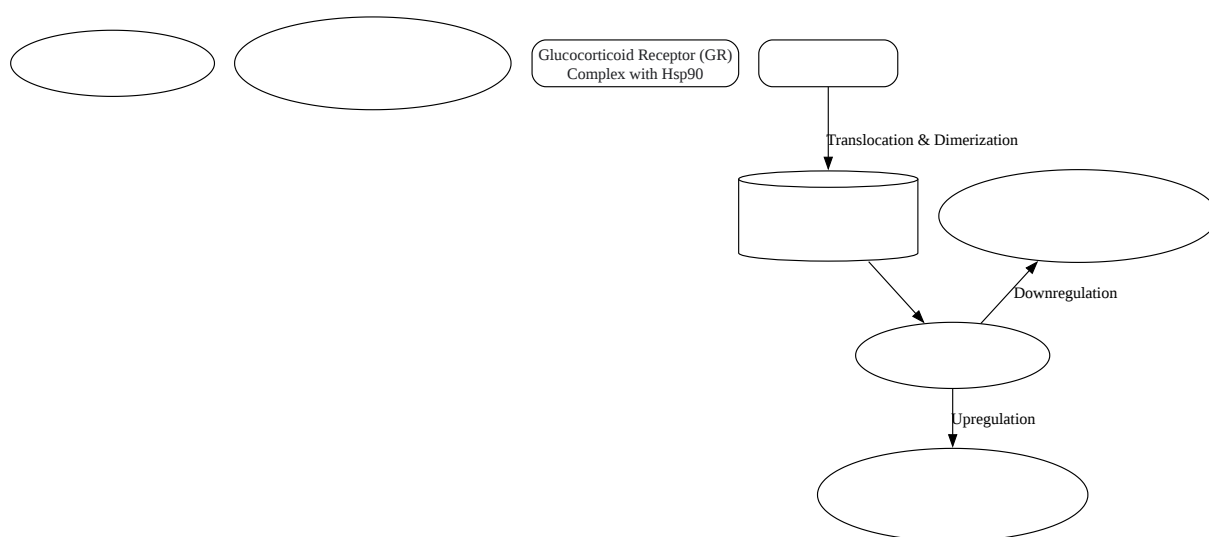 Glucocorticoid Receptor (GR)
Complex with Hsp90
Translocation & Dimerization
Downregulation
Upregulation